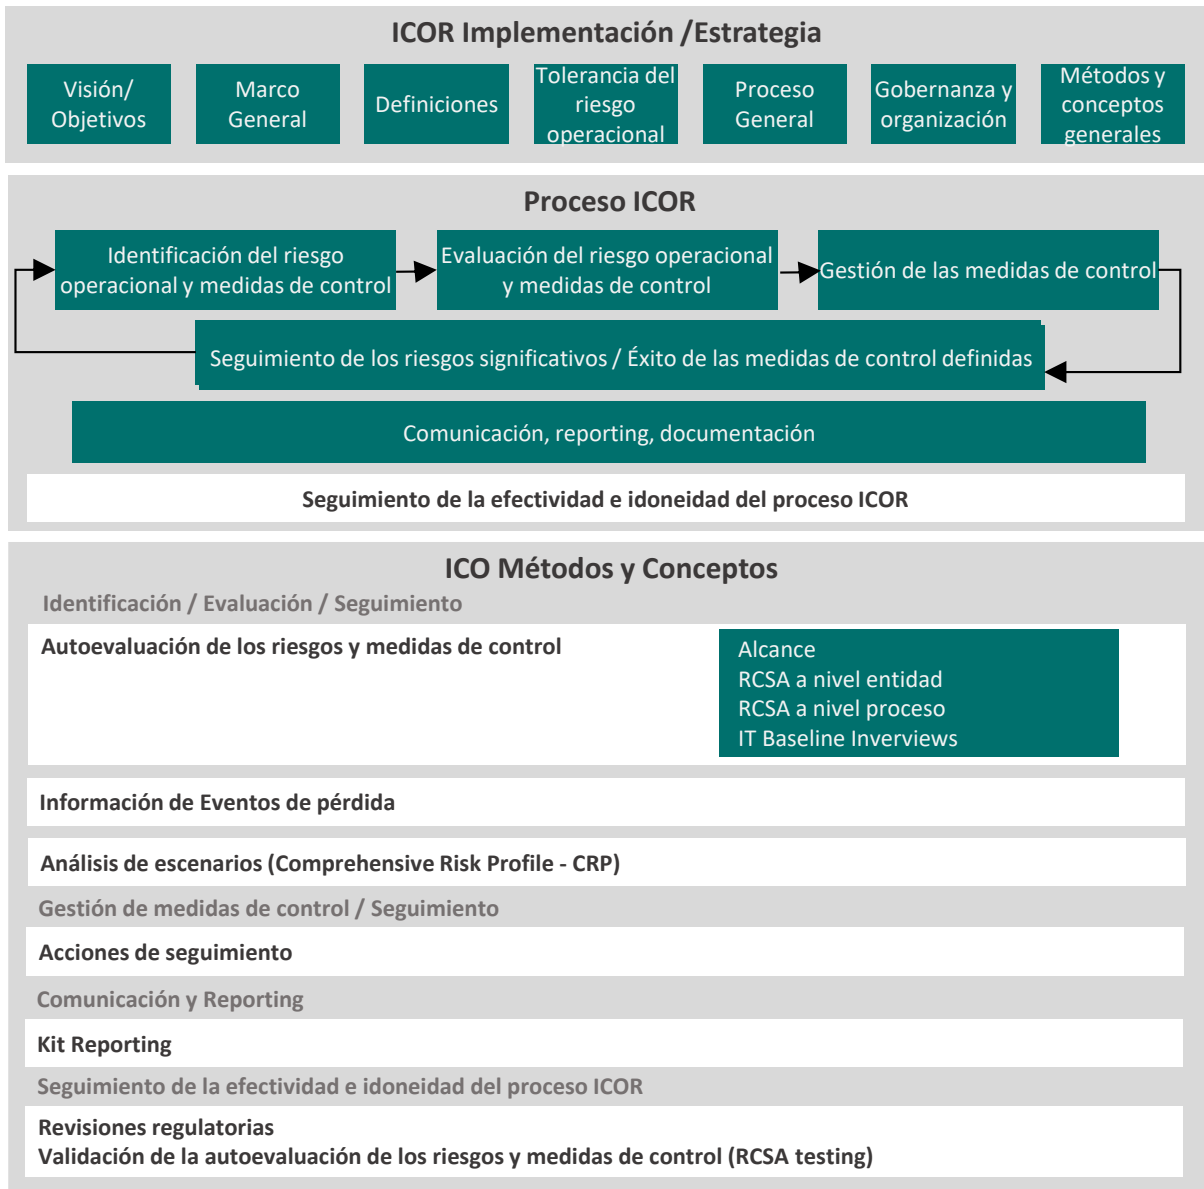 ICOR Implementación /Estrategia
Visión/
Objetivos
Marco
General
Definiciones
Tolerancia del
riesgo
operacional
Proceso
General
Gobernanza y
organización
Métodos y
conceptos
generales
Proceso ICOR
Identificación del riesgo
operacional y medidas de control
Evaluación del riesgo operacional
y medidas de control
Gestión de las medidas de control
Seguimiento de los riesgos significativos / Éxito de las medidas de control definidas
Comunicación, reporting, documentación
Seguimiento de la efectividad e idoneidad del proceso ICOR
ICO Métodos y Conceptos
Identificación / Evaluación / Seguimiento
Autoevaluación de los riesgos y medidas de control
Alcance
RCSA a nivel entidad
RCSA a nivel proceso
IT Baseline Inverviews
Información de Eventos de pérdida
Análisis de escenarios (Comprehensive Risk Profile - CRP)
Gestión de medidas de control / Seguimiento
Acciones de seguimiento
Comunicación y Reporting
Kit Reporting
Seguimiento de la efectividad e idoneidad del proceso ICOR
Revisiones regulatorias
Validación de la autoevaluación de los riesgos y medidas de control (RCSA testing)